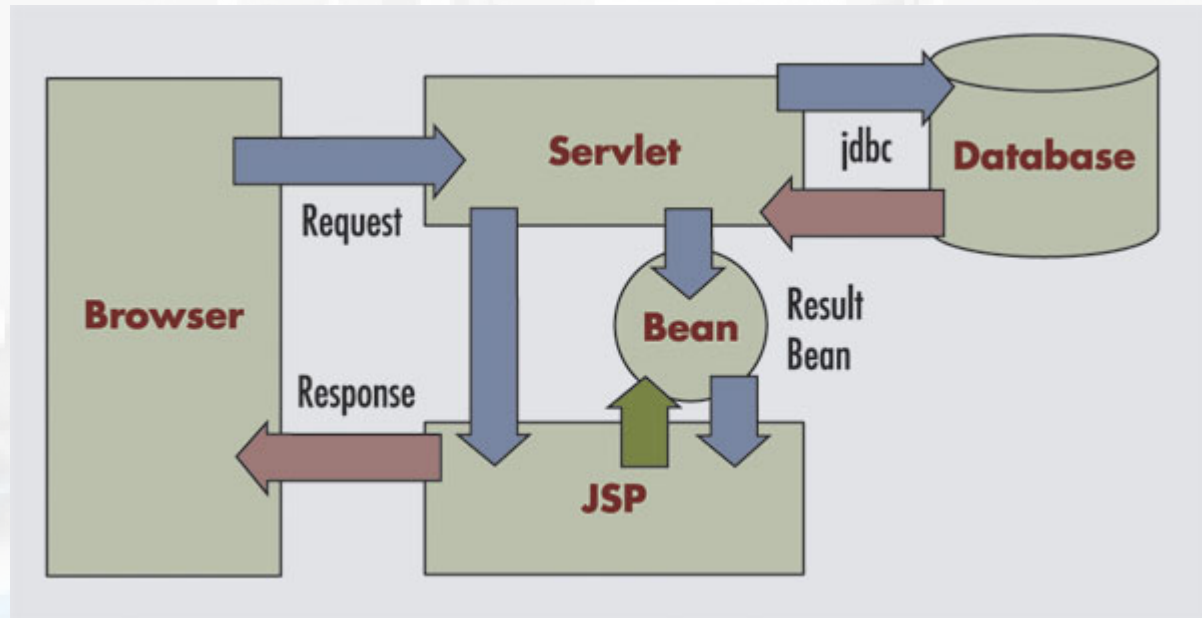 Servlet
jdbc
Database
Request
Browser
Bean
Result
Bean
Response
JSP